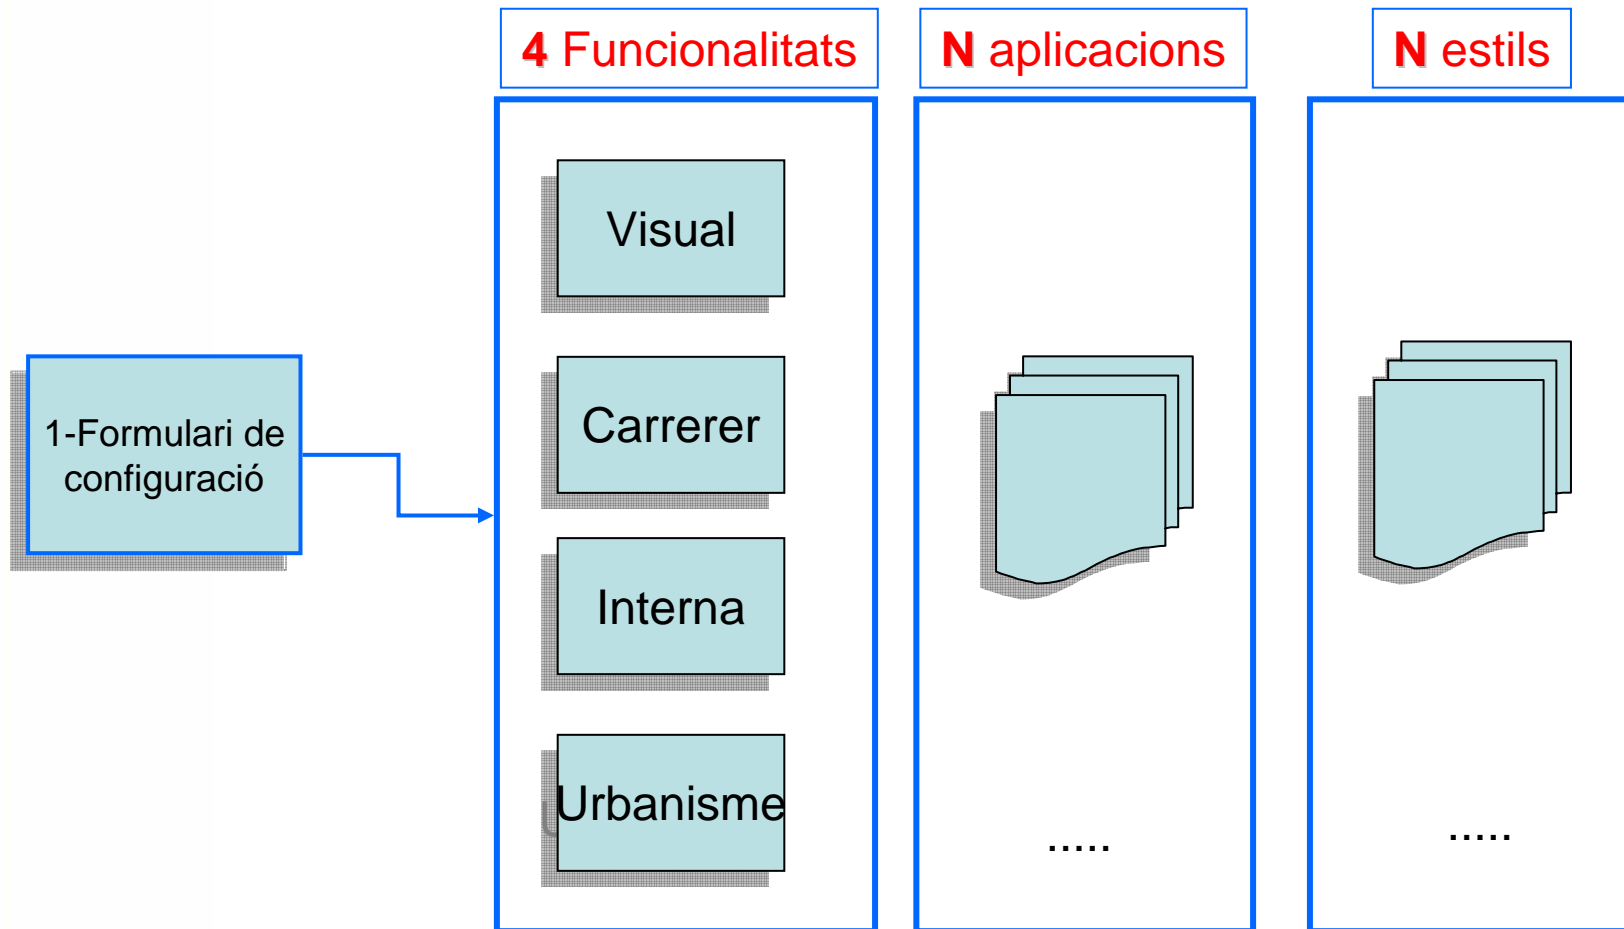 4 Funcionalitats
N aplicacions
N estils
1-Formulari de
configuració
Visual
Carrerer
Interna
Urbanisme
.....
.....